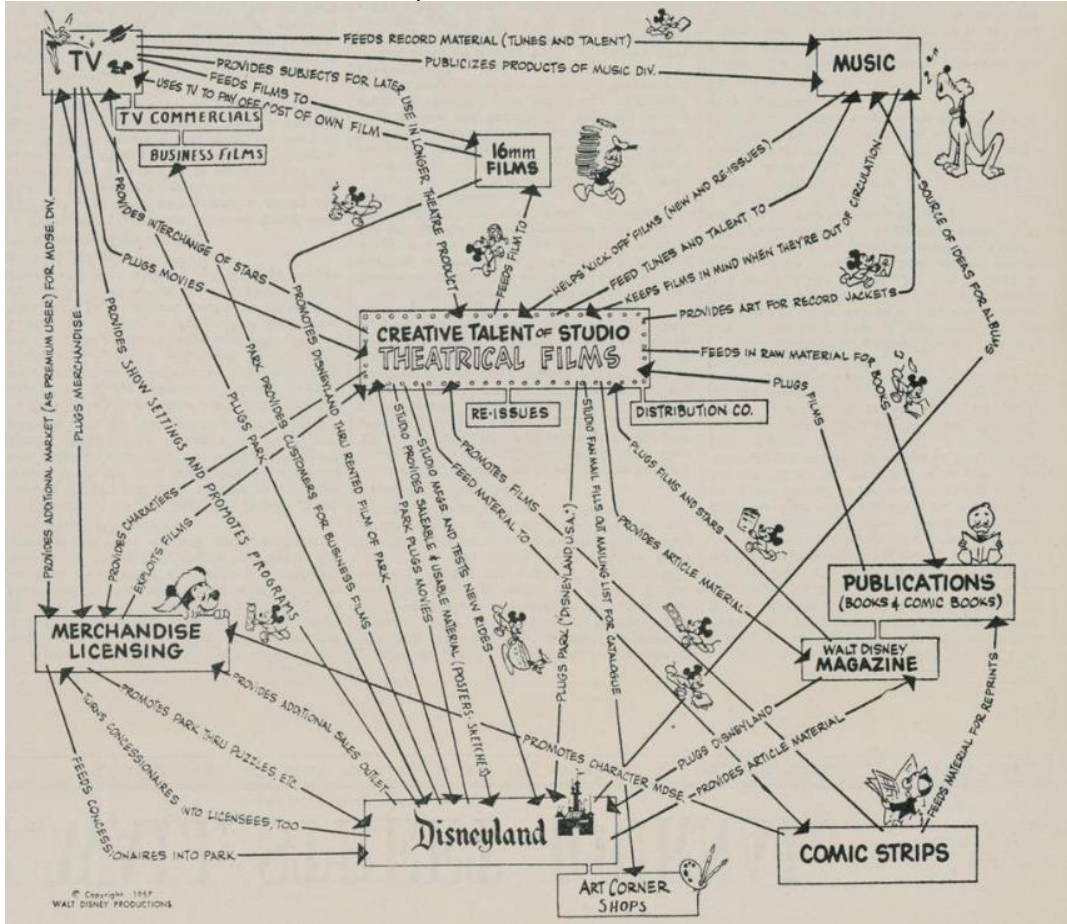 TV
FEEDS RECORD MATERIAL (TUNES AND TALENT)
PUBLICIZES PRODUCTS OF MUSIC DIV.
PROVIDES SUBJECTS FOR LATER USE IN LONGER THEATRE PRODUCT
FEEDS FILMS TO
USES TV TO PAY OFF COST OF OWN FILM
MUSIC
TV COMMERCIALS
BUSINESS FILMS
16mm
FILMS
PROVIDES INTERCHANGE OF STARS
PLUGS MOVIES
FEEDS FILM TO
HELPS "KICK OFF" FILMS (NEW AND RE-ISSUES)
FEED TUNES AND TALENT TO
KEEPS FILMS IN MIND WHEN THEY'RE OUT OF CIRCULATION
PROVIDES ART FOR RECORD JACKETS
SOURCE OF IDEAS FOR ALBUMS
CREATIVE TALENT OF STUDIO
THEATRICAL FILMS
RE-ISSUES
DISTRIBUTION CO.
FEEDS IN RAW MATERIAL FOR BOOKS
PLUGS FILMS
PROVIDES ADDITIONAL MARKET (AS PREMIUM USER) FOR MDSE. DIV.
PLUGS MERCHANDISE
PROVIDES SHOW SETTINGS AND PROMOTES PROGRAMS
PLUGS PARK
PARK PROVIDES CUSTOMERS FOR BUSINESS FILMS
PROMOTES DISNEYLAND THRU RENTED FILM OF PARK
PROVIDES CHARACTERS
EXPLOITS FILMS
PARK PLUGS MOVIES
STUDIO PROVIDES SALEABLE & USABLE MATERIAL (POSTERS-SKETCHES)
STUDIO MFGS AND TESTS NEW RIDES
FEED MATERIAL TO
PROMOTES FILMS
PLUGS PARK ("DISNEYLAND U.S.A.")
STUDIO FAN MAIL FILLS OUT MAILING LIST FOR CATALOGUE
PROVIDES ARTICLE MATERIAL
PLUGS FILMS AND STARS
PUBLICATIONS
(BOOKS & COMIC BOOKS)
WALT DISNEY
MAGAZINE
MERCHANDISE
LICENSING
PROVIDES ADDITIONAL SALES OUTLET
PROMOTES PARK THRU PUZZLES, ETC.
TURNS CONCESSIONAIRES INTO LICENSEES, TOO
FEEDS CONCESSIONAIRES INTO PARK
PROMOTES CHARACTER MDSE.
PLUGS DISNEYLAND
PROVIDES ARTICLE MATERIAL
FEEDS MATERIAL FOR REPRINTS
Disneyland
COMIC STRIPS
ART CORNER
SHOPS
© Copyright 1957
WALT DISNEY PRODUCTIONS